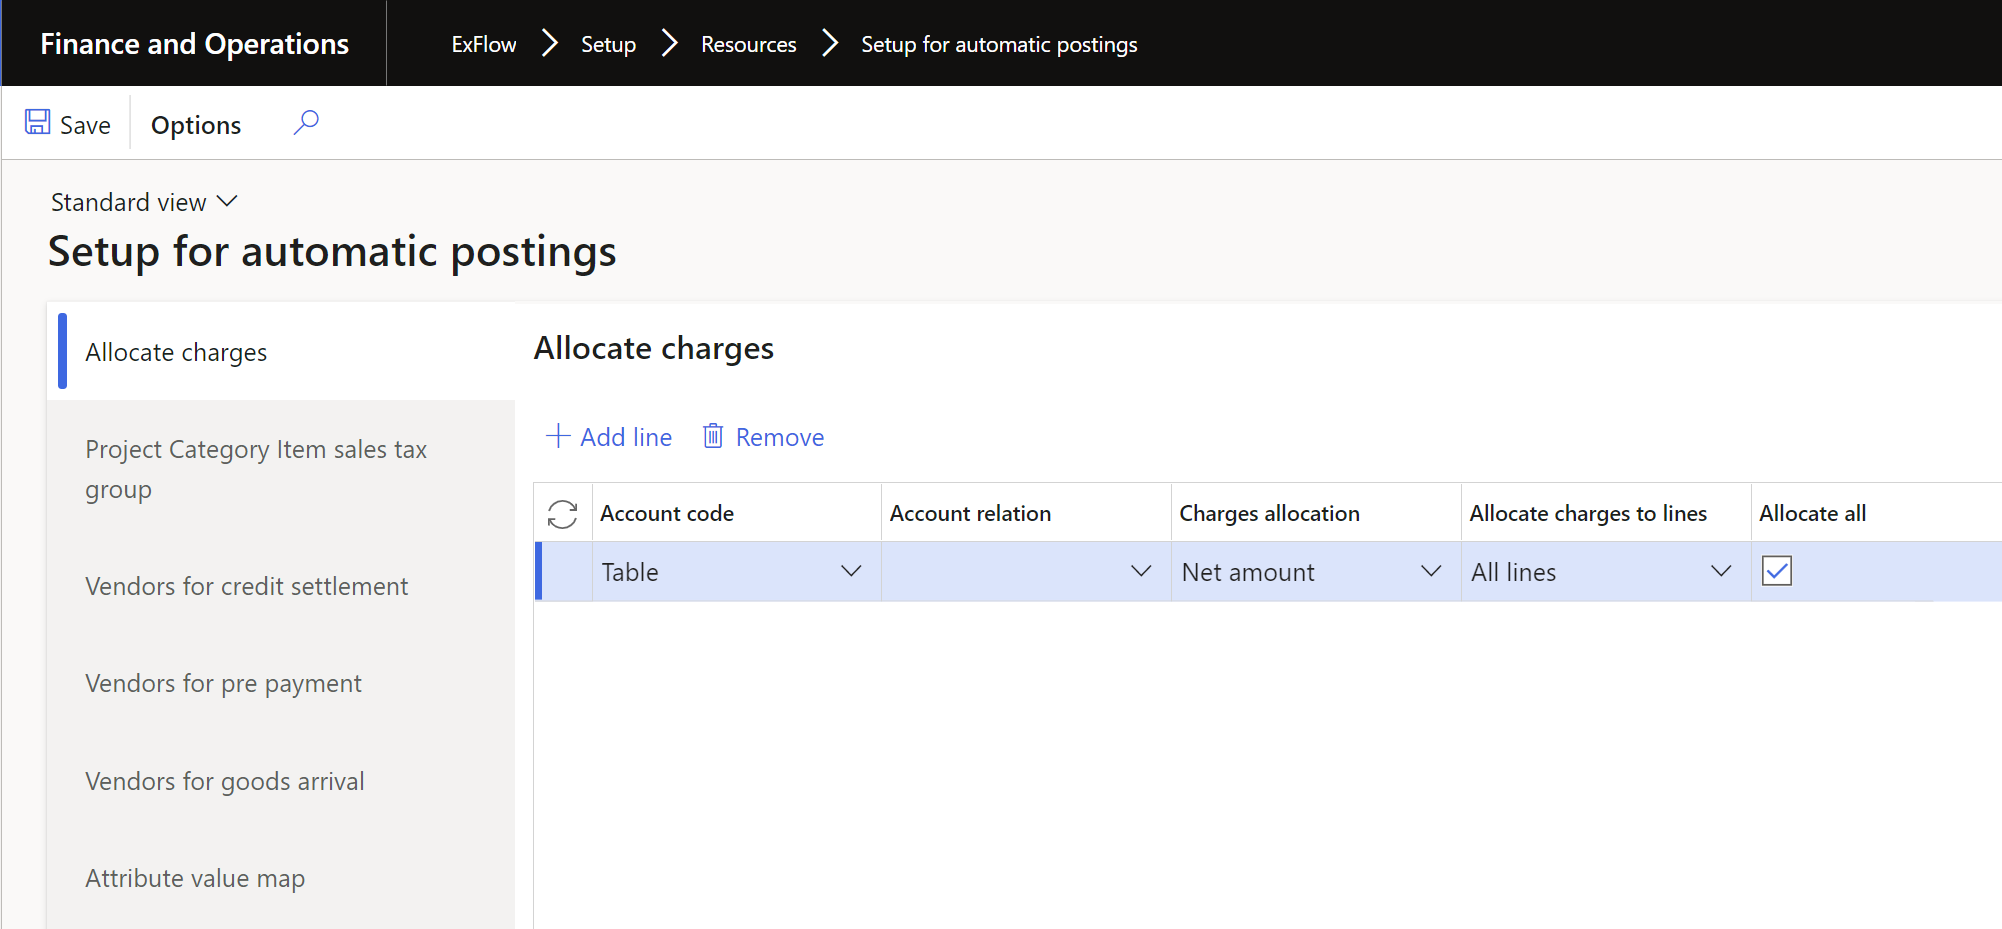 Finance and Operations
ExFlow Setup Resources Setup for automatic postings
Save Options
Standard view
Setup for automatic postings
Allocate charges
Project Category Item sales tax
group
Vendors for credit settlement
Vendors for pre payment
Vendors for goods arrival
Attribute value map
Allocate charges
Add line Remove
Account code Account relation Charges allocation Allocate charges to lines Allocate all
Table Net amount All lines